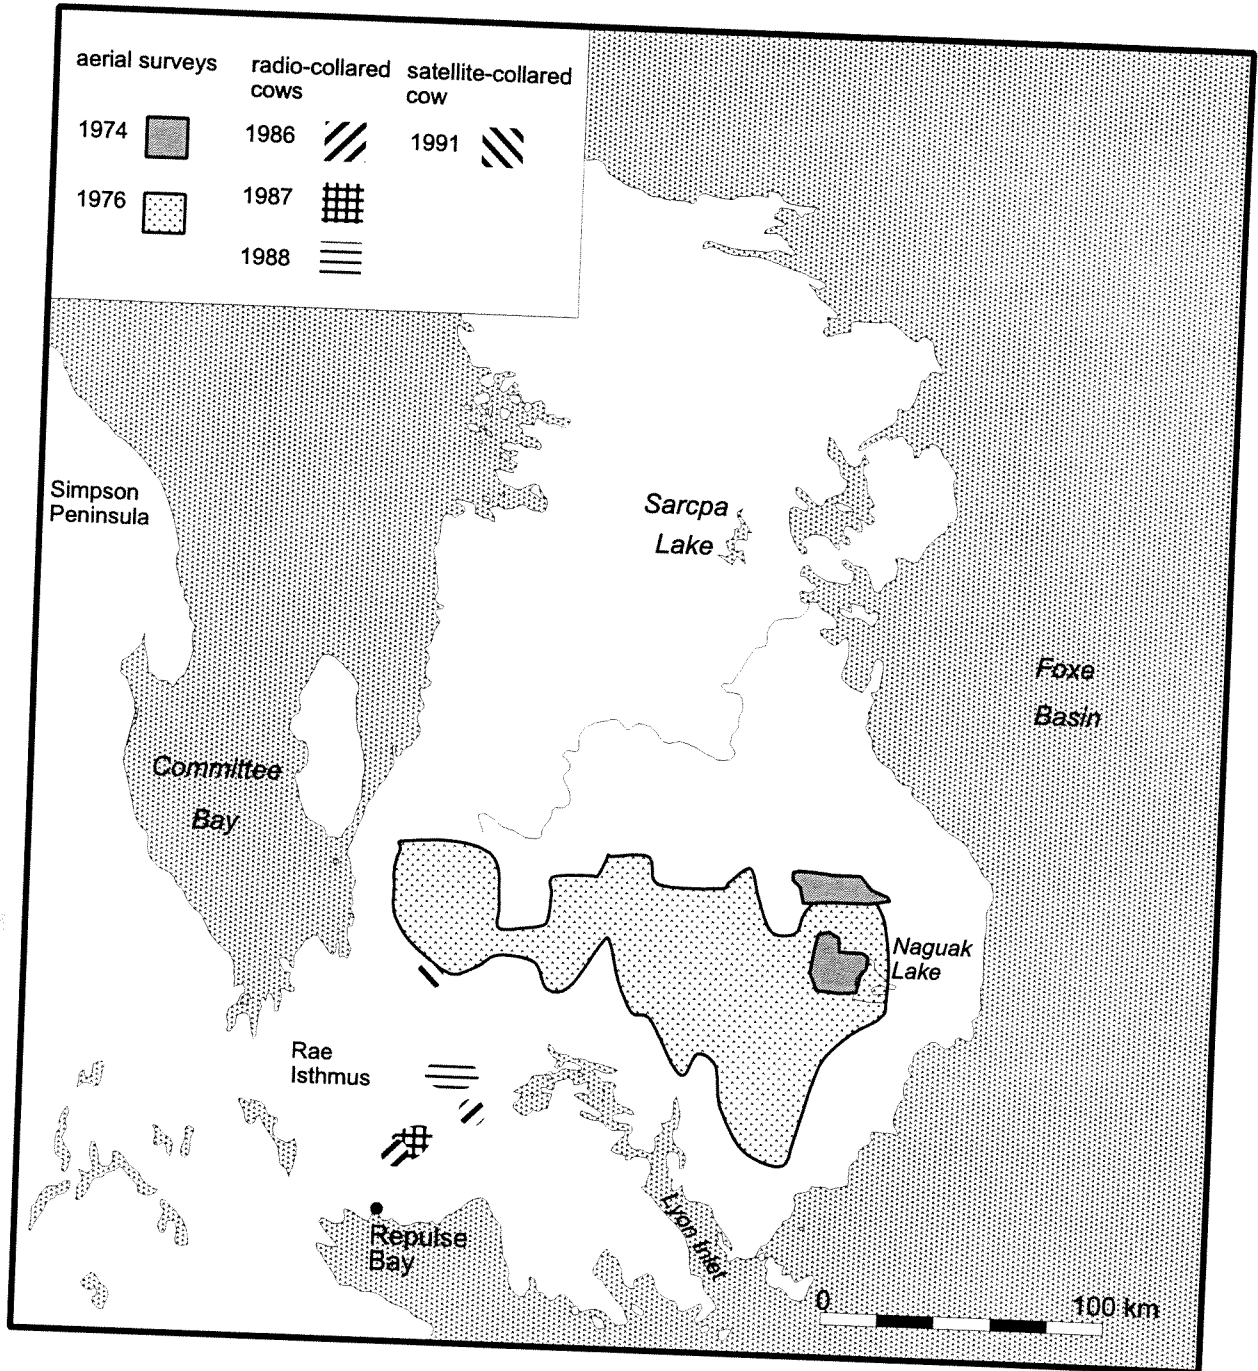 aerial surveys
radio-collared
cows
satellite-collared
cow
1974
1986
1991
1976
1987
1988
Simpson
Peninsula
Sarcpa
Lake
Foxe
Basin
Committee
Bay
Naguak
Lake
Rae
Isthmus
Lyon Inlet
Repulse
Bay
0
100 km